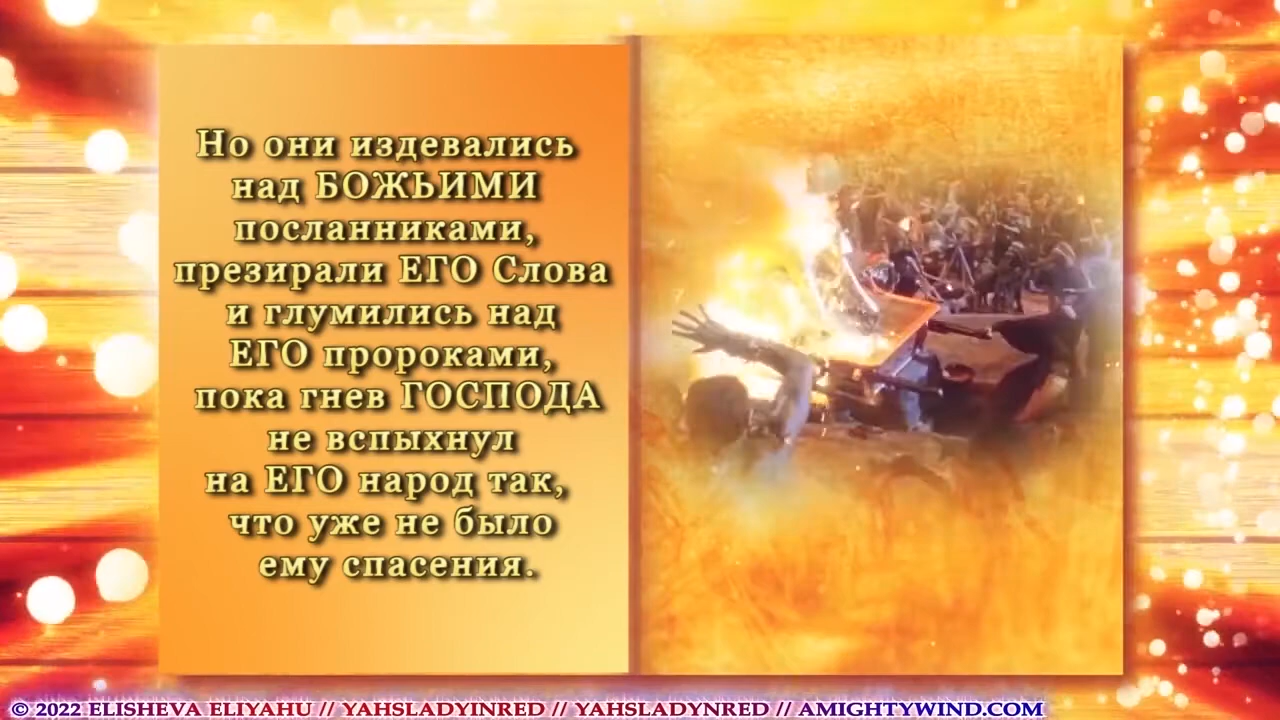 Но они издевались
над БОЖЬИМИ
посланниками,
презирали ЕГО Слова
и глумились над
ЕГО пророками,
пока гнев ГОСПОДА
не вспыхнул
на ЕГО народ так,
что уже не было
ему спасения.
© 2022 ELISHEVA ELIYAHU // YAHSLADYINRED // YAHSLADYNRED // AMIGHTYWIND.COM